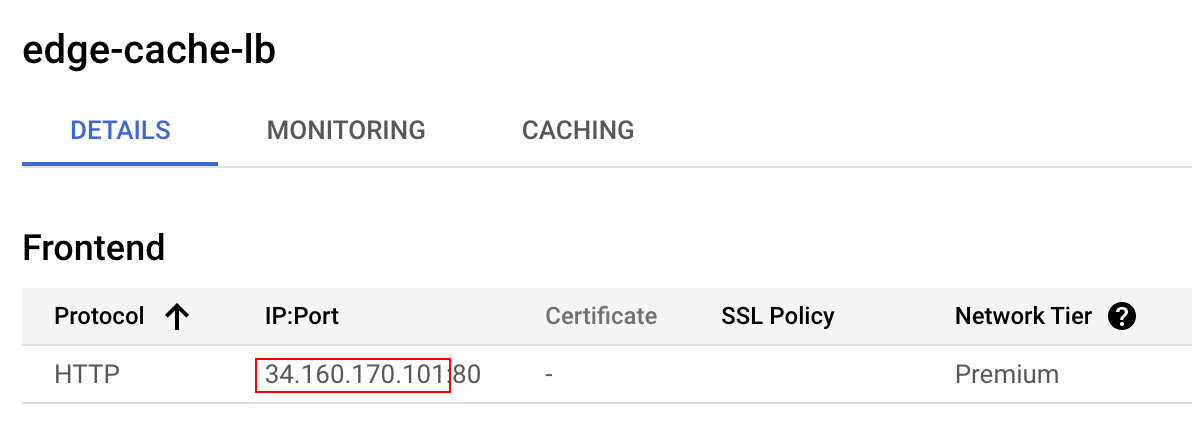 edge-cache-lb
DETAILS MONITORING CACHING
Frontend
Protocol IP:Port Certificate SSL Policy Network Tier ?
HTTP 34.160.170.101:80 - Premium